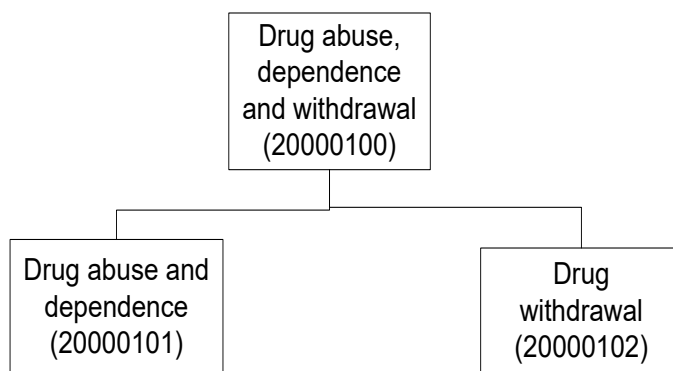 Drug abuse,
dependence
and withdrawal
(20000100)
Drug abuse and
dependence
(20000101)
Drug
withdrawal
(20000102)